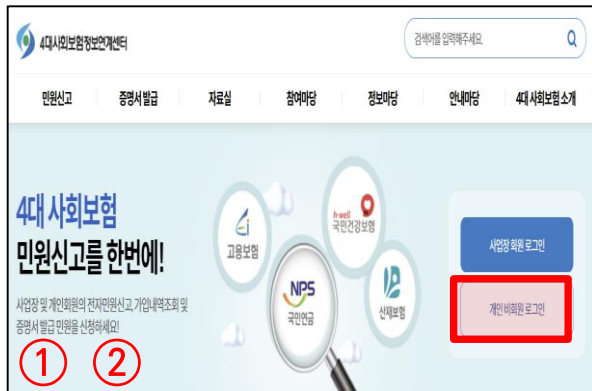 4대사회보험정보연계센터
검색어를 입력해주세요.
민원신고 증명서 발급 자료실 참여마당 정보마당 안내마당 4대 사회보험 소개
4대 사회보험
민원신고를 한번에!
사업장 및 개인회원의 전자민원신고, 가입내역조회 및
증명서 발급 민원을 신청하세요!
① ②
고용보험
h-well
국민건강보험
NPS
국민연금
산재보험
사업장 회원 로그인
개인 비회원 로그인